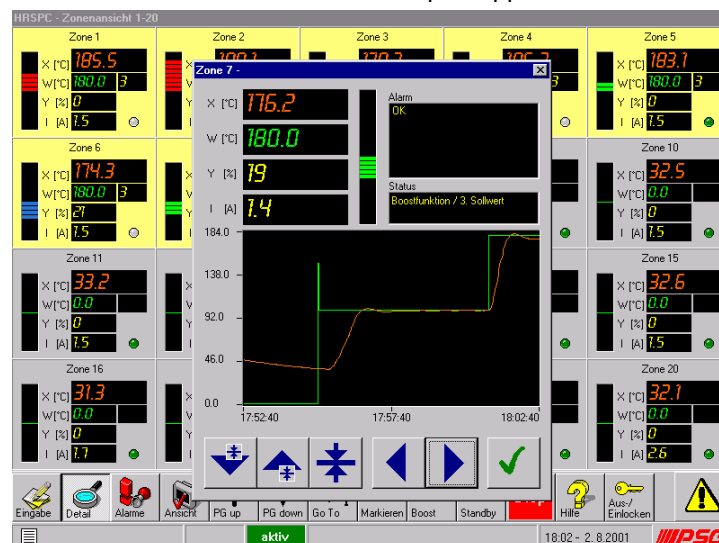 HRSPC - Zonenansicht 1-20
Zone 1
Zone 2
Zone 3
Zone 4
Zone 5
X [°C] 185.5
W[°C] 180.0 3
Y [%] 0
I [A] 1.5
X [°C] 183.1
W[°C] 180.0 3
Y [%] 0
I [A] 1.5
Zone 7 -
X [°C] 176.2
W [°C] 180.0
Y [%] 19
I [A] 1.4
Alarm
OK
Status
Boostfunktion / 3. Sollwert
184.0
138.0
92.0
46.0
0.0
17:52:40
17:57:40
18:02:40
Zone 6
X [°C] 174.3
W[°C] 180.0 3
Y [%] 21
I [A] 1.5
Zone 10
X [°C] 32.5
W[°C] 0.0
Y [%] 0
I [A] 1.5
Zone 11
X [°C] 33.2
W[°C] 0.0
Y [%] 0
I [A] 1.5
Zone 15
X [°C] 32.6
W[°C] 0.0
Y [%] 0
I [A] 1.5
Zone 16
X [°C] 31.3
W[°C] 0.0
Y [%] 0
I [A] 1.7
Zone 20
X [°C] 32.1
W[°C] 0.0
Y [%] 0
I [A] 2.6
Eingabe
Detail
Alarme
Ansicht
PG up
PG down
Go To
Markieren
Boost
Standby
Hilfe
Aus-/
Einlocken
aktiv
18:02 - 2. 8.2001
PSG